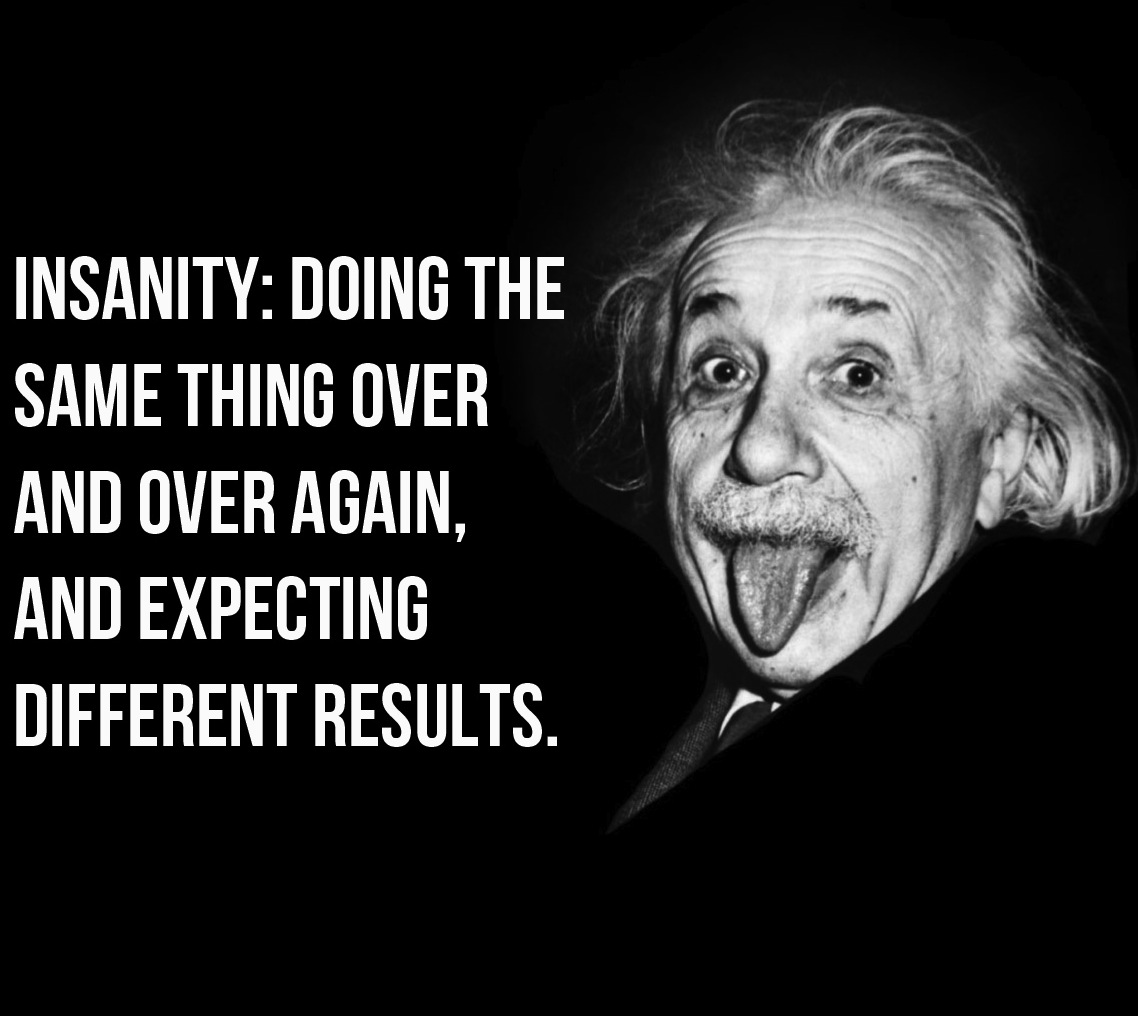 INSANITY: DOING THE
SAME THING OVER
AND OVER AGAIN,
AND EXPECTING
DIFFERENT RESULTS.